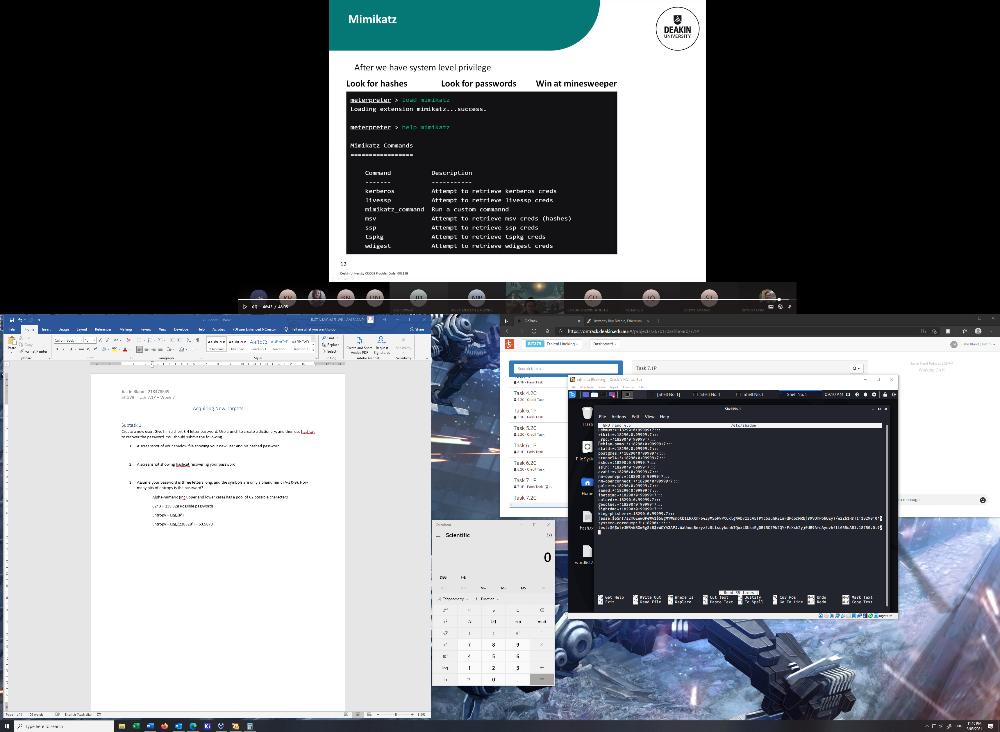 Mimikatz
DEAKIN
UNIVERSITY
After we have system level privilege
Look for hashes Look for passwords Win at minesweeper
meterpreter > load mimikatz
Loading extension mimikatz...success.
meterpreter > help mimikatz
Mimikatz Commands
=================
Command Description
------- -----------
kerberos Attempt to retrieve kerberos creds
livessp Attempt to retrieve livessp creds
mimikatz_command Run a custom commannd
msv Attempt to retrieve msv creds (hashes)
ssp Attempt to retrieve ssp creds
tspkg Attempt to retrieve tspkg creds
wdigest Attempt to retrieve wdigest creds
12
Deakin University CRICOS Provider Code: 00113B
+16 KP BN DN JD AW CD JQ ST
46:43 / 48:05
JOSH DOWNS ALEXANDER TAN YUI WONG CAMERON LEWIS DENNEHY JIAHAO QIN SANGYE TAMANG RHYS MATAIRA
7-1P.docx - Word JUSTIN MICHAEL WILLIAM BLAND
File Home Insert Design Layout References Mailings Review View Developer Help Acrobat PDFsam Enhanced 6 Creator Tell me what you want to do Share
Paste
Cut
Copy
Format Painter
Calibri (Body) 10
AaBbCcDc AaBbCcDc AaBbCc AaBbCcE AaBbCcD
¶ Normal ¶ No Spac... Heading 1 Heading 2 Heading 3
Find
Replace
Select
Create and Share Adobe PDF
Request Signatures
Sensitivity
Clipboard Font Paragraph Styles Editing Adobe Acrobat Sensitivity
Justin Bland - 218478549
SIT379 - Task 7.1P – Week 7
Acquiring New Targets
Subtask 1
Create a new user. Give him a short 3-4 letter password. Use crunch to create a dictionary, and then use hashcat
to recover the password. You should submit the following.
1. A screenshot of your shadow file showing your new user and his hashed password.
2. A screenshot showing hashcat recovering your password.
3. Assume your password is three letters long, and the symbols are only alphanumeric (A-z 0-9). How
many bits of entropy is the password?
Alpha-numeric (inc upper and lower case) has a pool of 62 possible characters
62^3 = 238 328 Possible passwords
Entropy = Log₂(Rᴸ)
Entropy = Log₂(238328³) = 53.5878
Page 1 of 1 109 words English (Australia) 110%
Calculator
Scientific
0
DEG F-E
MC MR M+ M- MS M˅
Trigonometry Function
2ⁿᵈ π e C
x² ¹/x |x| exp mod
²√x ( ) n! ÷
xʸ 7 8 9 ×
10ˣ 4 5 6 −
log 1 2 3 +
ln +/− 0 . =
OnTrack Instantly Buy Bitcoin, Ethereum,
https://ontrack.deakin.edu.au/#/projects/26701/dashboard/7.1P
SIT379 Ethical Hacking Dashboard JB Justin Bland (Justin)
Search tasks...
4.1P - Pass Task
Task 4.2C
4.2C - Credit Task
Task 5.1P
5.1P - Pass Task
Task 5.2C
5.2C - Credit Task
Task 6.1P
6.1P - Pass Task
Task 6.2C
6.2C - Credit Task
Task 7.1P
7.1P - Pass Task 2w
Task 7.2C
Task 7.1P
Justin Bland Today at 9:26 PM
Working On It
a message...
kali linux [Running] - Oracle VM VirtualBox
File Machine View Input Devices Help
[Shell No. 1] Shell No. 1 Shell No. 1 Shell No. 1 09:10 AM
Trash
File Syste
Home
hash.tx
wordlist2.
Shell No.1
File Actions Edit View Help
GNU nano 4.5 /etc/shadow
usbmux:*:18290:0:99999:7:::
rtkit:*:18290:0:99999:7:::
_rpc:*:18290:0:99999:7:::
Debian-snmp:!:18290:0:99999:7:::
statd:*:18290:0:99999:7:::
postgres:*:18290:0:99999:7:::
stunnel4:!:18290:0:99999:7:::
sshd:*:18290:0:99999:7:::
sslh:!:18290:0:99999:7:::
avahi:*:18290:0:99999:7:::
nm-openvpn:*:18290:0:99999:7:::
nm-openconnect:*:18290:0:99999:7:::
pulse:*:18290:0:99999:7:::
saned:*:18290:0:99999:7:::
inetsim:*:18290:0:99999:7:::
colord:*:18290:0:99999:7:::
geoclue:*:18290:0:99999:7:::
lightdm:*:18290:0:99999:7:::
king-phisher:*:18290:0:99999:7:::
jesse:$6$nf7s2mOEewQPeW41$5EgMYWsmotb1LRXXmF64ZyMS6P9PtCklgNAb7z3cA5TPYc5suhR2IaFdPqorMRbjr9VOmPohQEyT/e2Zb1HrT1:18290:0:>
systemd-coredump:!!:18290::::::
test:$6$olrJW84N8Ow6gSiB$rWQYA3APJ.WaUnoqBeryzfz5LtsuykunhIQoxLDUsmEg0Bt5Q79k2QY/FrXxh2yj0UB9AfqAyovhflt665uAR1:18750:0:9>
[ Read 55 lines ]
^G Get Help ^O Write Out ^W Where Is ^K Cut Text ^J Justify ^C Cur Pos M-U Undo M-A Mark Text
^X Exit ^R Read File ^\ Replace ^U Paste Text ^T To Spell ^_ Go To Line M-E Redo M-6 Copy Text
Right Ctrl
Type here to search
ENG
11:10 PM
3/05/2021